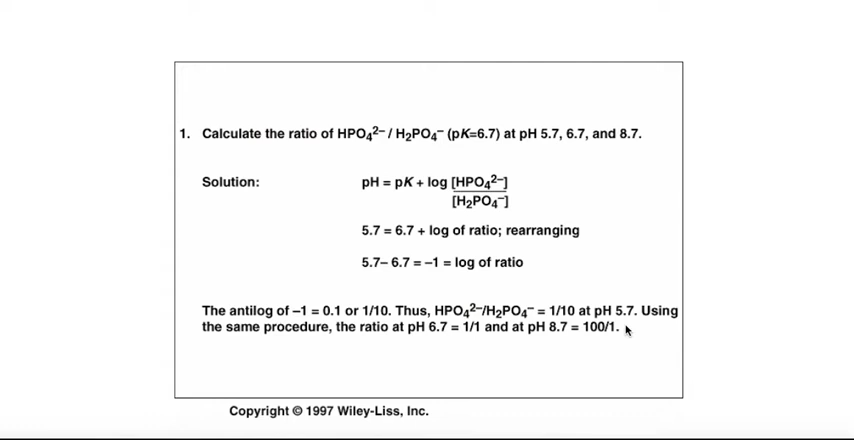 1. Calculate the ratio of HPO₄²⁻ / H₂PO₄⁻ (pK=6.7) at pH 5.7, 6.7, and 8.7.
Solution:
pH = pK + log [HPO₄²⁻]
[H₂PO₄⁻]
5.7 = 6.7 + log of ratio; rearranging
5.7– 6.7 = –1 = log of ratio
The antilog of –1 = 0.1 or 1/10. Thus, HPO₄²⁻/H₂PO₄⁻ = 1/10 at pH 5.7. Using
the same procedure, the ratio at pH 6.7 = 1/1 and at pH 8.7 = 100/1.
Copyright © 1997 Wiley-Liss, Inc.